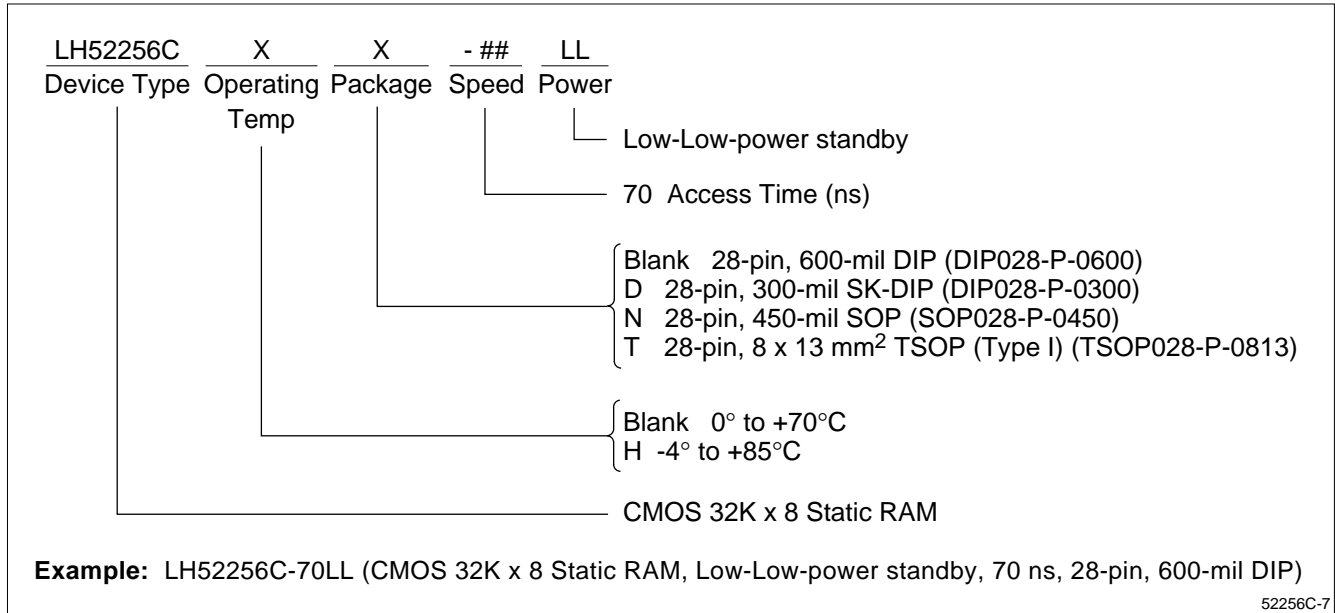 LH52256C X X - ## LL
Device Type Operating Temp Package Speed Power
Low-Low-power standby
70 Access Time (ns)
Blank 28-pin, 600-mil DIP (DIP028-P-0600)
D 28-pin, 300-mil SK-DIP (DIP028-P-0300)
N 28-pin, 450-mil SOP (SOP028-P-0450)
T 28-pin, 8 x 13 mm2 TSOP (Type I) (TSOP028-P-0813)
Blank 0° to +70°C
H -4° to +85°C
CMOS 32K x 8 Static RAM
Example: LH52256C-70LL (CMOS 32K x 8 Static RAM, Low-Low-power standby, 70 ns, 28-pin, 600-mil DIP)
52256C-7